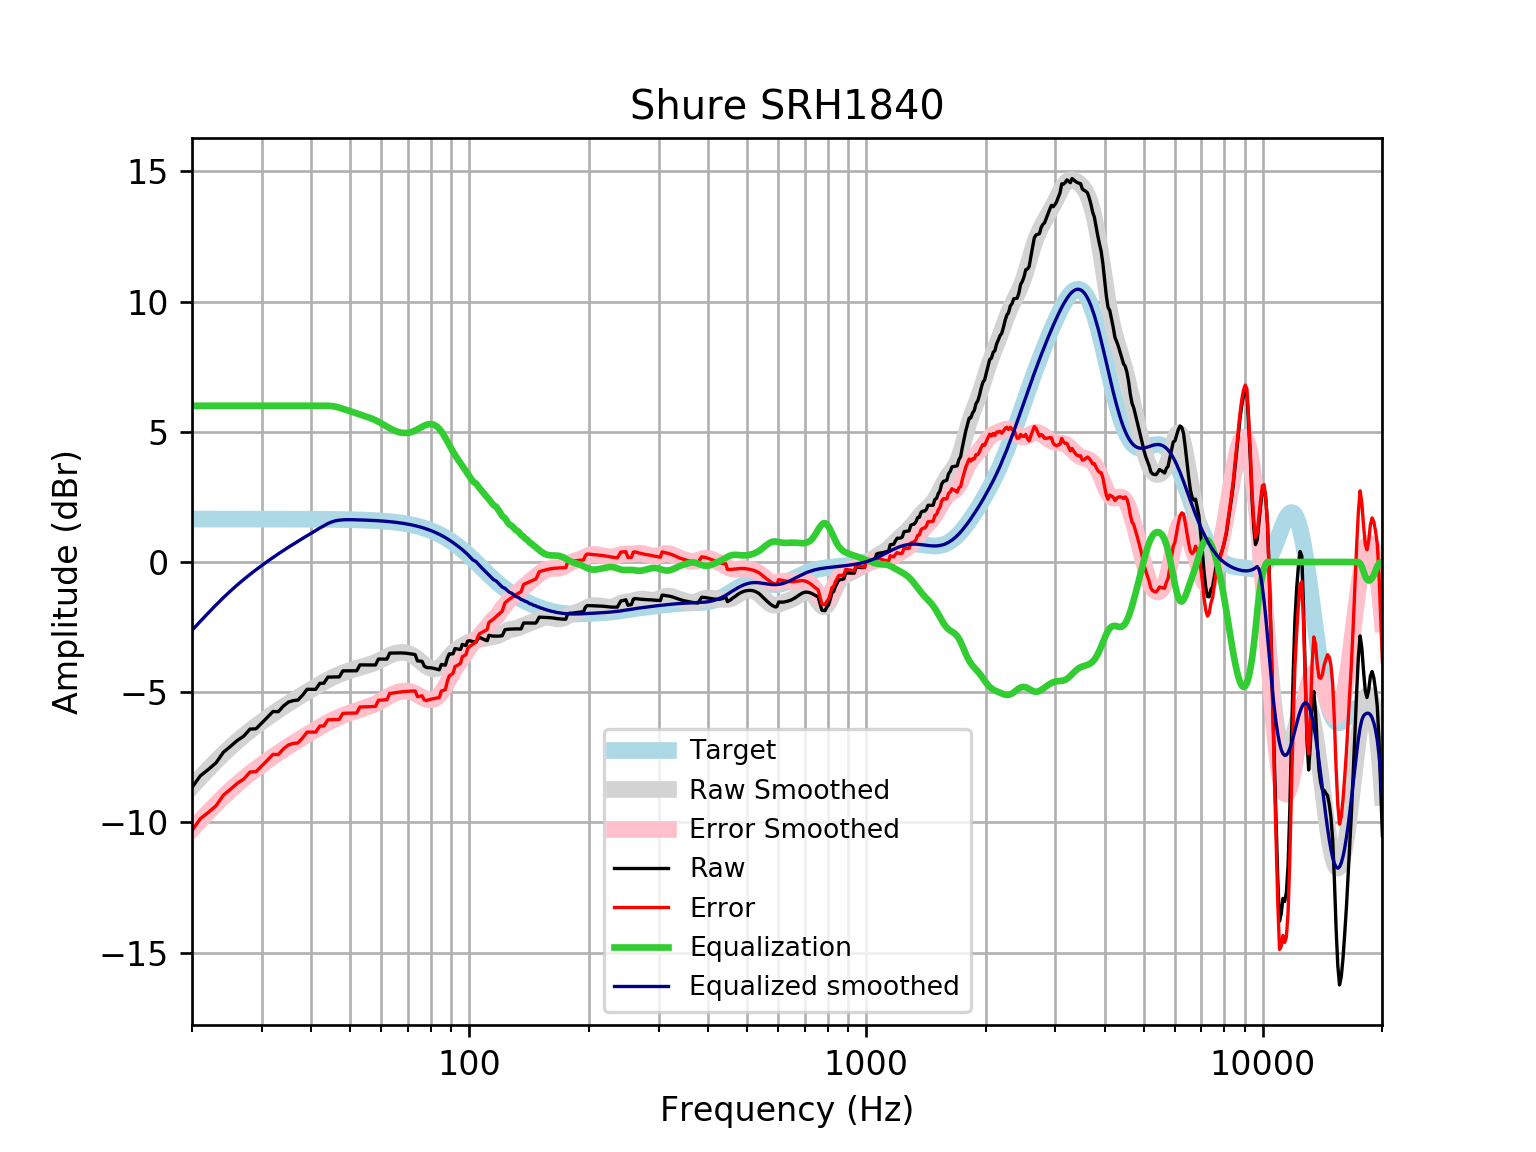 Shure SRH1840
15
10
5
0
−5
−10
−15
Amplitude (dBr)
Target
Raw Smoothed
Error Smoothed
Raw
Error
Equalization
Equalized smoothed
100
1000
10000
Frequency (Hz)